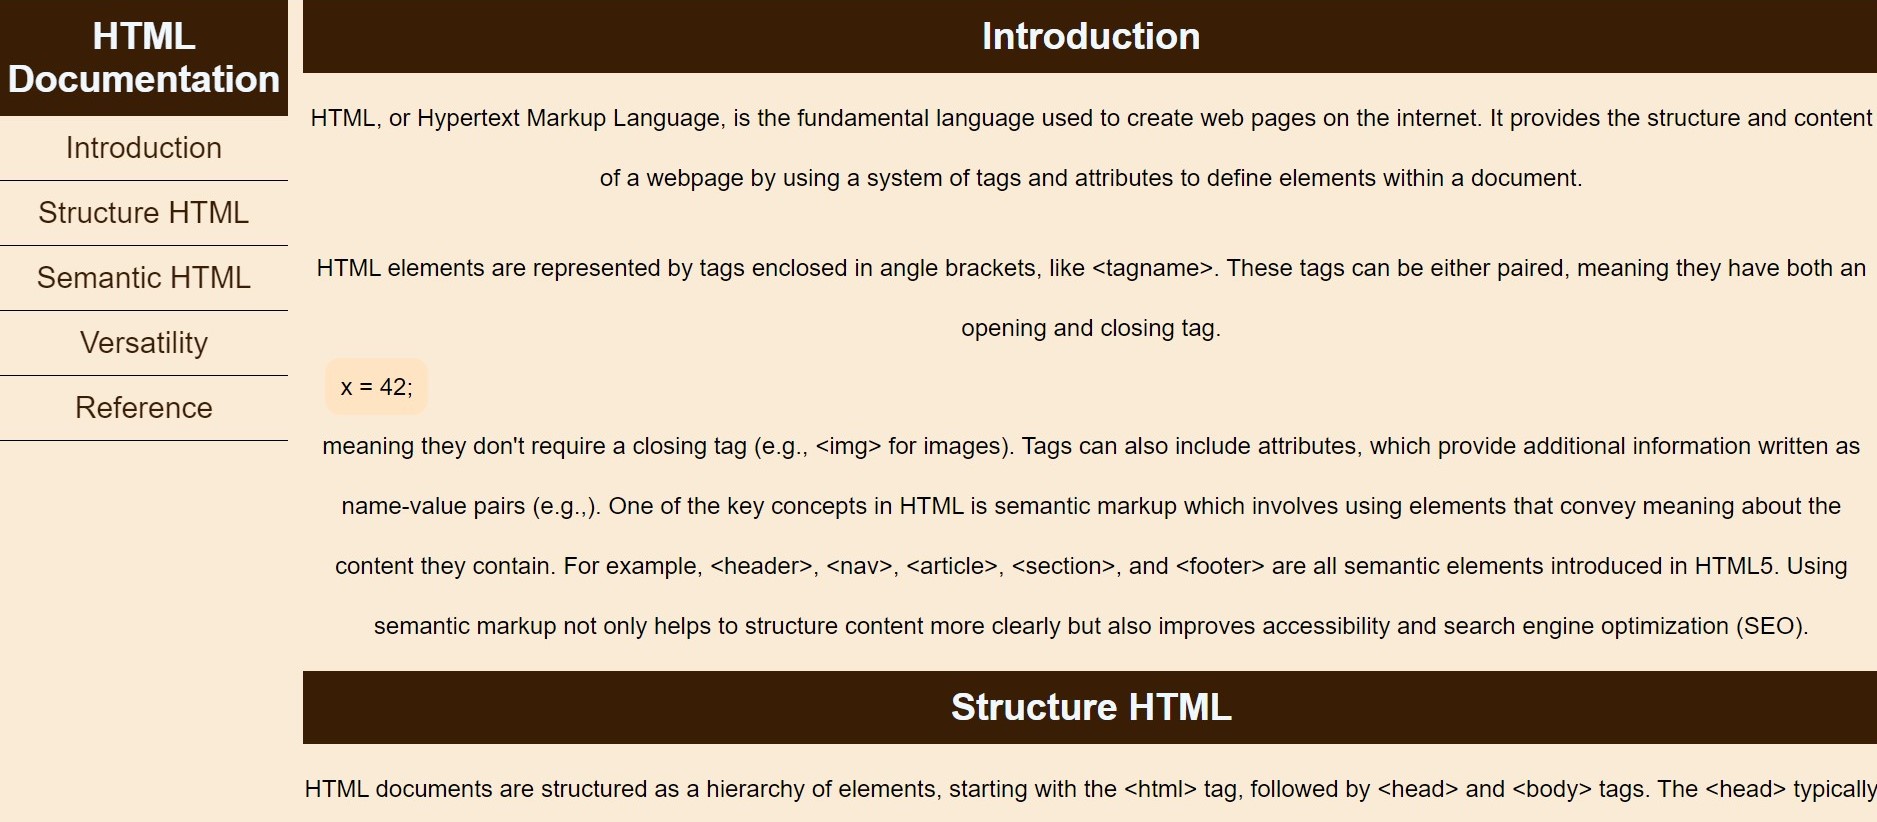 HTML
Documentation
Introduction
Structure HTML
Semantic HTML
Versatility
Reference
Introduction
HTML, or Hypertext Markup Language, is the fundamental language used to create web pages on the internet. It provides the structure and content
of a webpage by using a system of tags and attributes to define elements within a document.
HTML elements are represented by tags enclosed in angle brackets, like <tagname>. These tags can be either paired, meaning they have both an
opening and closing tag.
x = 42;
meaning they don't require a closing tag (e.g., <img> for images). Tags can also include attributes, which provide additional information written as
name-value pairs (e.g.,). One of the key concepts in HTML is semantic markup which involves using elements that convey meaning about the
content they contain. For example, <header>, <nav>, <article>, <section>, and <footer> are all semantic elements introduced in HTML5. Using
semantic markup not only helps to structure content more clearly but also improves accessibility and search engine optimization (SEO).
Structure HTML
HTML documents are structured as a hierarchy of elements, starting with the <html> tag, followed by <head> and <body> tags. The <head> typically